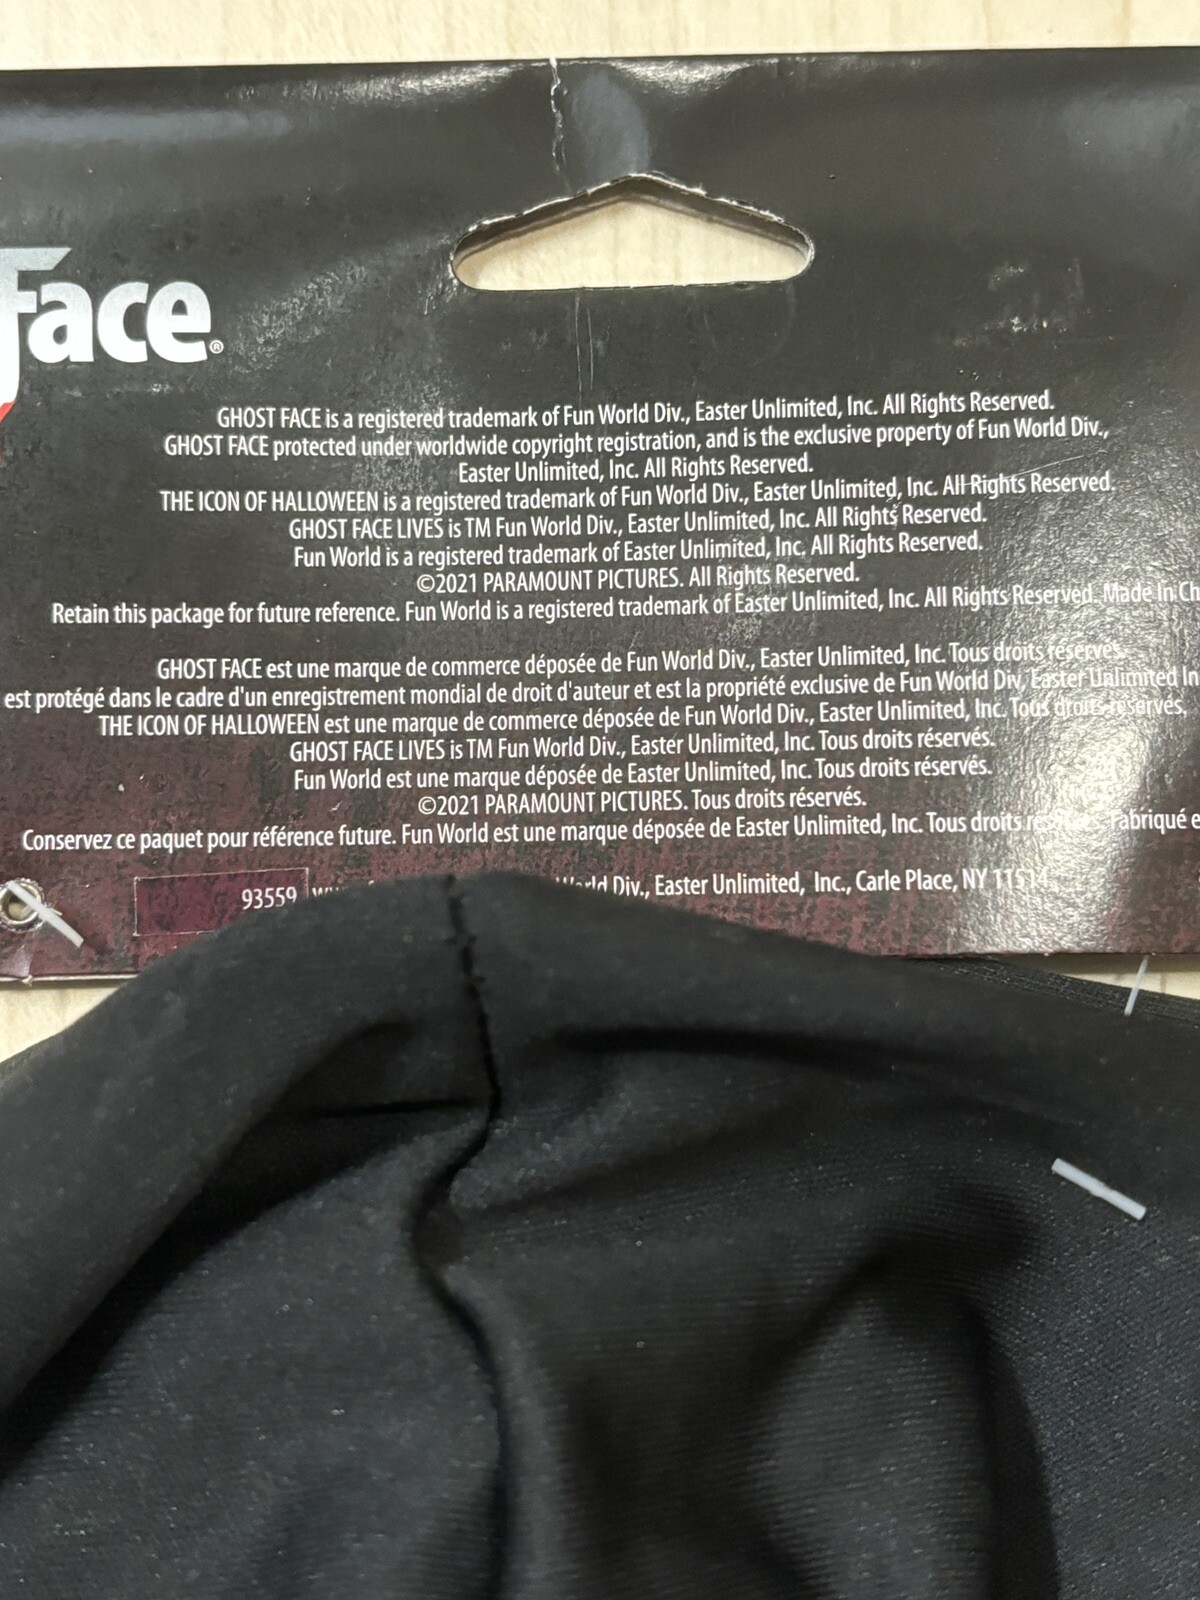 Face®
GHOST FACE is a registered trademark of Fun World Div., Easter Unlimited, Inc. All Rights Reserved.
GHOST FACE protected under worldwide copyright registration, and is the exclusive property of Fun World Div.,
Easter Unlimited, Inc. All Rights Reserved.
THE ICON OF HALLOWEEN is a registered trademark of Fun World Div., Easter Unlimited, Inc. All Rights Reserved.
GHOST FACE LIVES is TM Fun World Div., Easter Unlimited, Inc. All Rights Reserved.
Fun World is a registered trademark of Easter Unlimited, Inc. All Rights Reserved.
©2021 PARAMOUNT PICTURES. All Rights Reserved.
Retain this package for future reference. Fun World is a registered trademark of Easter Unlimited, Inc. All Rights Reserved. Made In Ch
GHOST FACE est une marque de commerce déposée de Fun World Div., Easter Unlimited, Inc. Tous droits réservés.
est protégé dans le cadre d'un enregistrement mondial de droit d'auteur et est la propriété exclusive de Fun World Div, Easter Unlimited In
THE ICON OF HALLOWEEN est une marque de commerce déposée de Fun World Div., Easter Unlimited, Inc. Tous droits réservés.
GHOST FACE LIVES is TM Fun World Div., Easter Unlimited, Inc. Tous droits réservés.
Fun World est une marque déposée de Easter Unlimited, Inc. Tous droits réservés.
©2021 PARAMOUNT PICTURES. Tous droits réservés.
Conservez ce paquet pour référence future. Fun World est une marque déposée de Easter Unlimited, Inc. Tous droits réservés. Fabriqué e
93559 World Div., Easter Unlimited, Inc., Carle Place, NY 11514